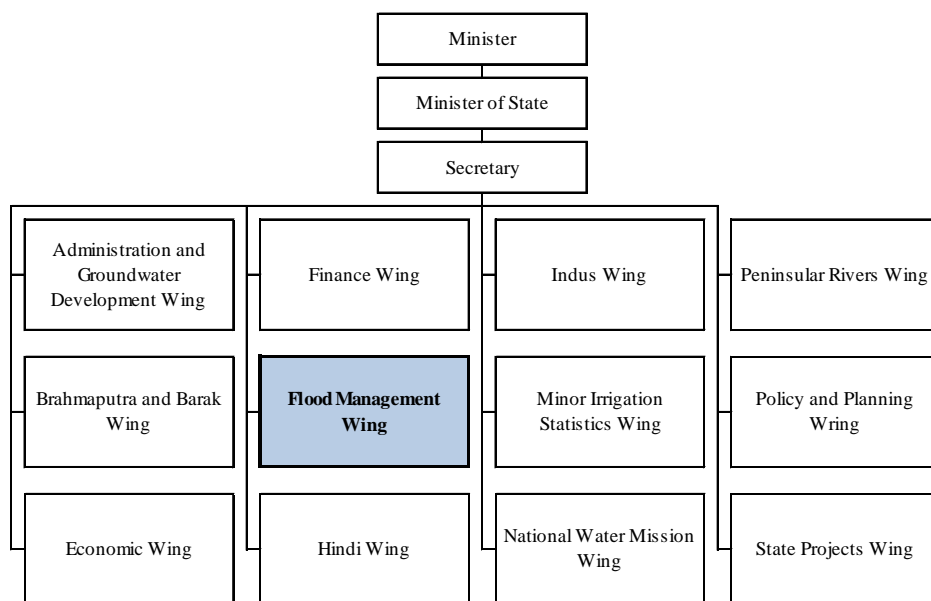 Minister
Minister of State
Secretary
Administration and
Groundwater
Development Wing
Finance Wing
Indus Wing
Peninsular Rivers Wing
Brahmaputra and Barak
Wing
Flood Management
Wing
Minor Irrigation
Statistics Wing
Policy and Planning
Wring
Economic Wing
Hindi Wing
National Water Mission
Wing
State Projects Wing